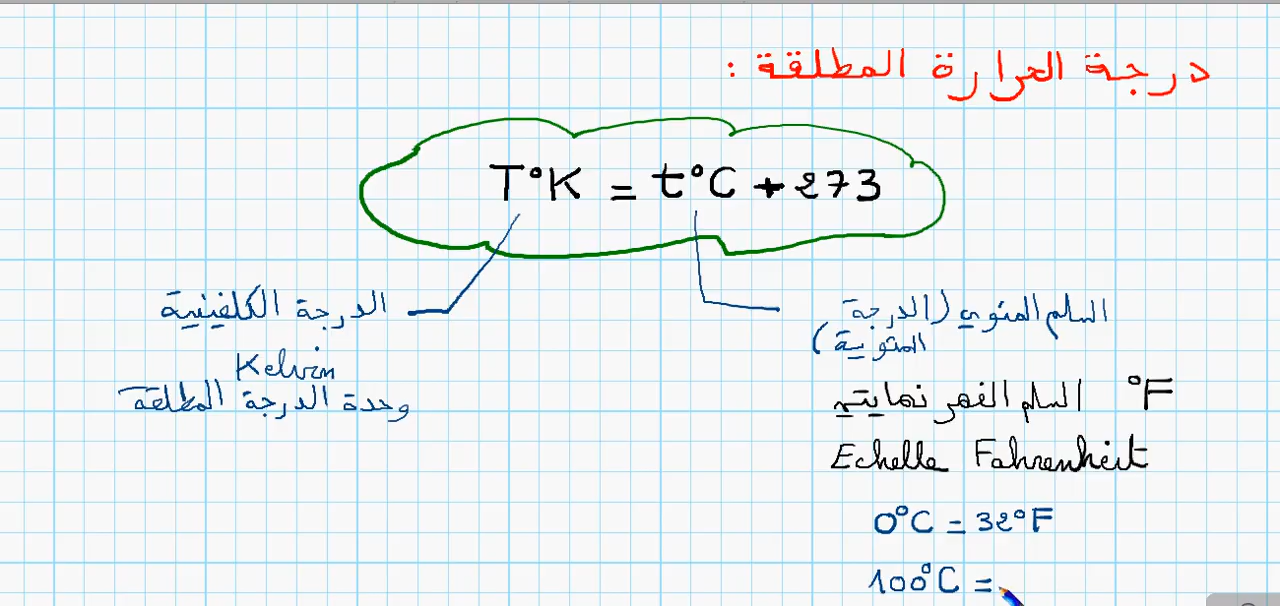 درجة الحرارة المطلقة :
T°K = t°C + 273
الدرجة الكلفينية
Kelvin
وحدة الدرجة المطلقة
السلم المئوي (الدرجة
المئوية)
السلم الفهرنهايتي °F
Echelle Fahrenheit
0°C = 32°F
100°C =